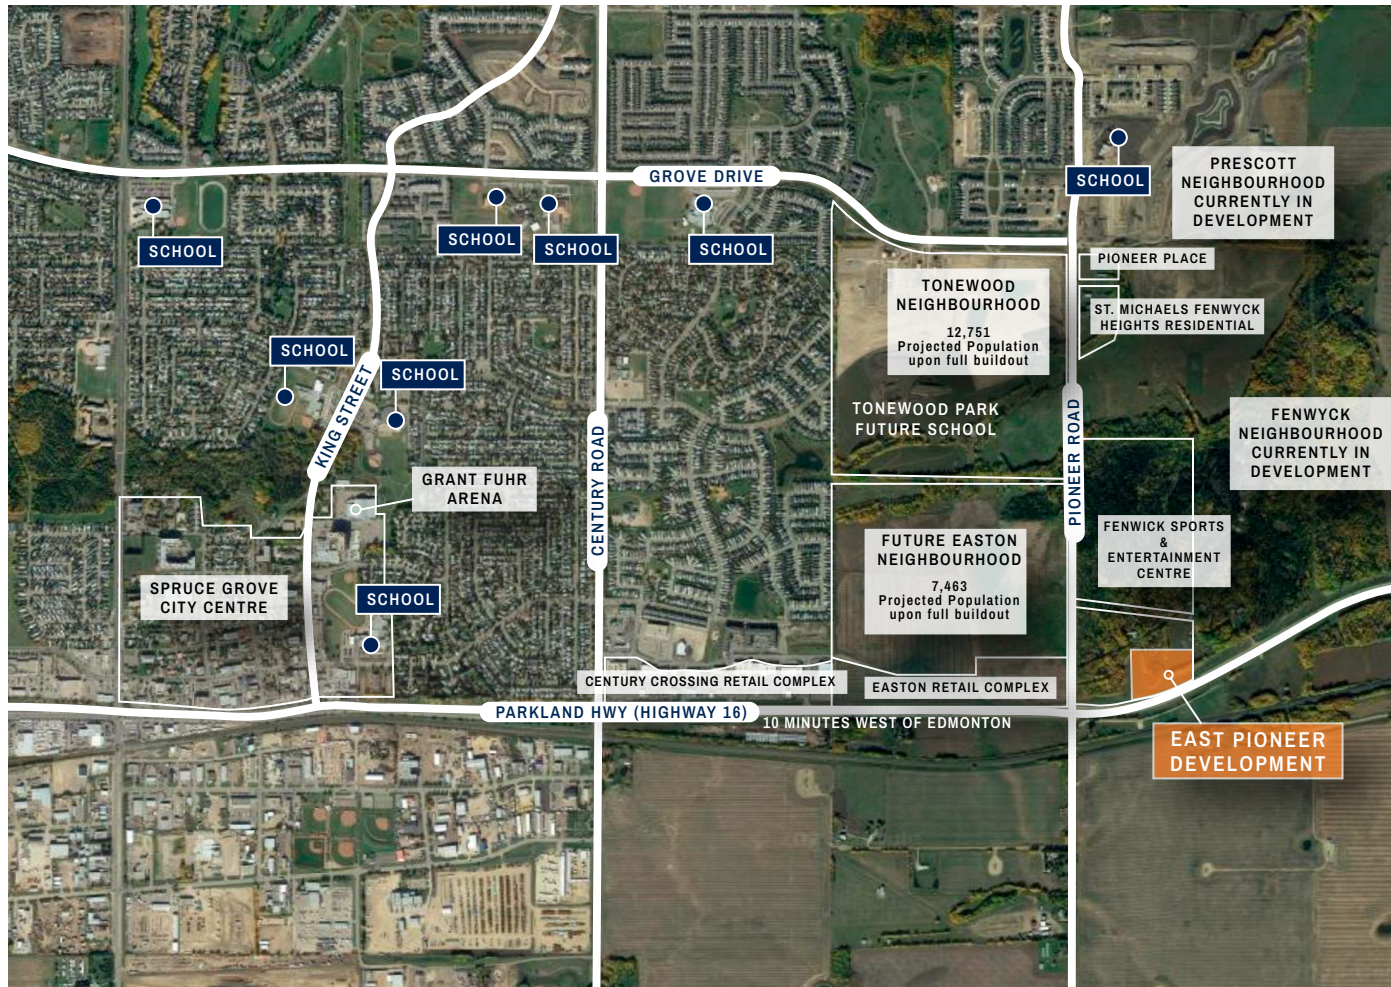 GROVE DRIVE
SCHOOL
PRESCOTT
NEIGHBOURHOOD
CURRENTLY IN
DEVELOPMENT
SCHOOL
SCHOOL
SCHOOL
SCHOOL
PIONEER PLACE
TONEWOOD
NEIGHBOURHOOD
12,751
Projected Population
upon full buildout
ST. MICHAELS FENWYCK
HEIGHTS RESIDENTIAL
SCHOOL
SCHOOL
KING STREET
CENTURY ROAD
PIONEER ROAD
TONEWOOD PARK
FUTURE SCHOOL
FENWYCK
NEIGHBOURHOOD
CURRENTLY IN
DEVELOPMENT
GRANT FUHR
ARENA
FUTURE EASTON
NEIGHBOURHOOD
7,463
Projected Population
upon full buildout
FENWICK SPORTS
&
ENTERTAINMENT
CENTRE
SPRUCE GROVE
CITY CENTRE
SCHOOL
CENTURY CROSSING RETAIL COMPLEX
EASTON RETAIL COMPLEX
PARKLAND HWY (HIGHWAY 16)
10 MINUTES WEST OF EDMONTON
EAST PIONEER
DEVELOPMENT